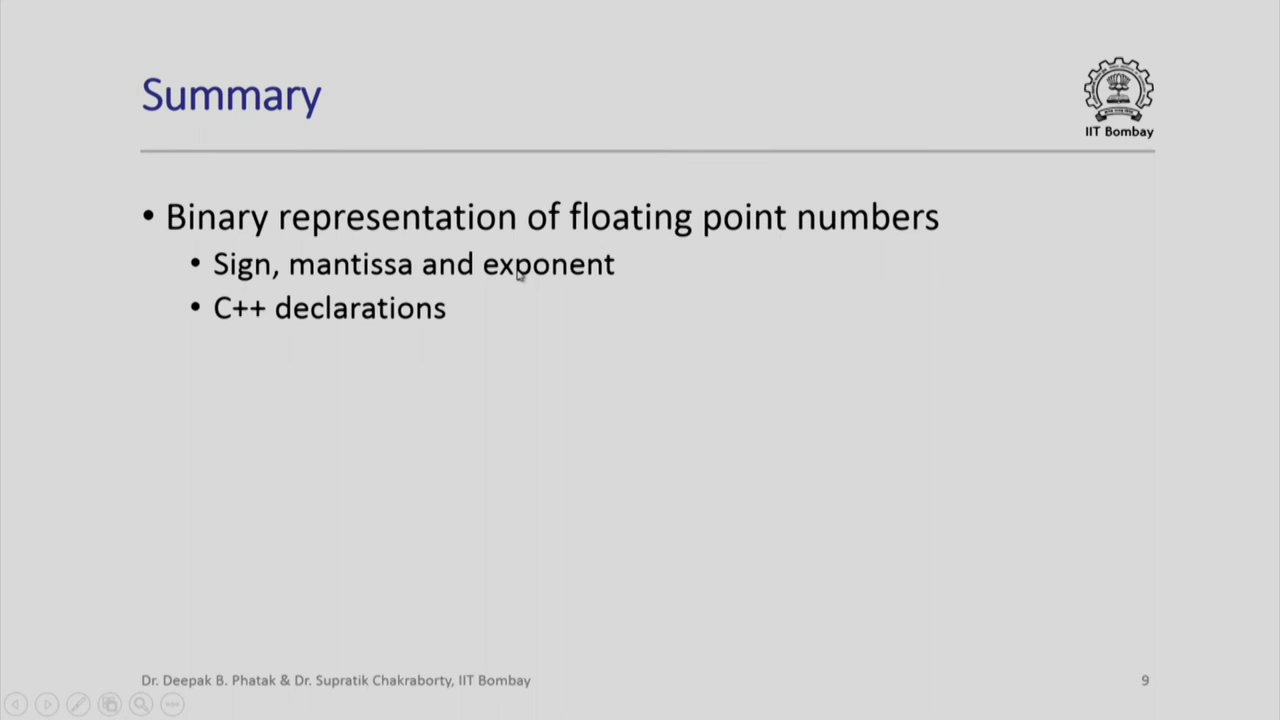 Summary
IIT Bombay
• Binary representation of floating point numbers
• Sign, mantissa and exponent
• C++ declarations
Dr. Deepak B. Phatak & Dr. Supratik Chakraborty, IIT Bombay
9